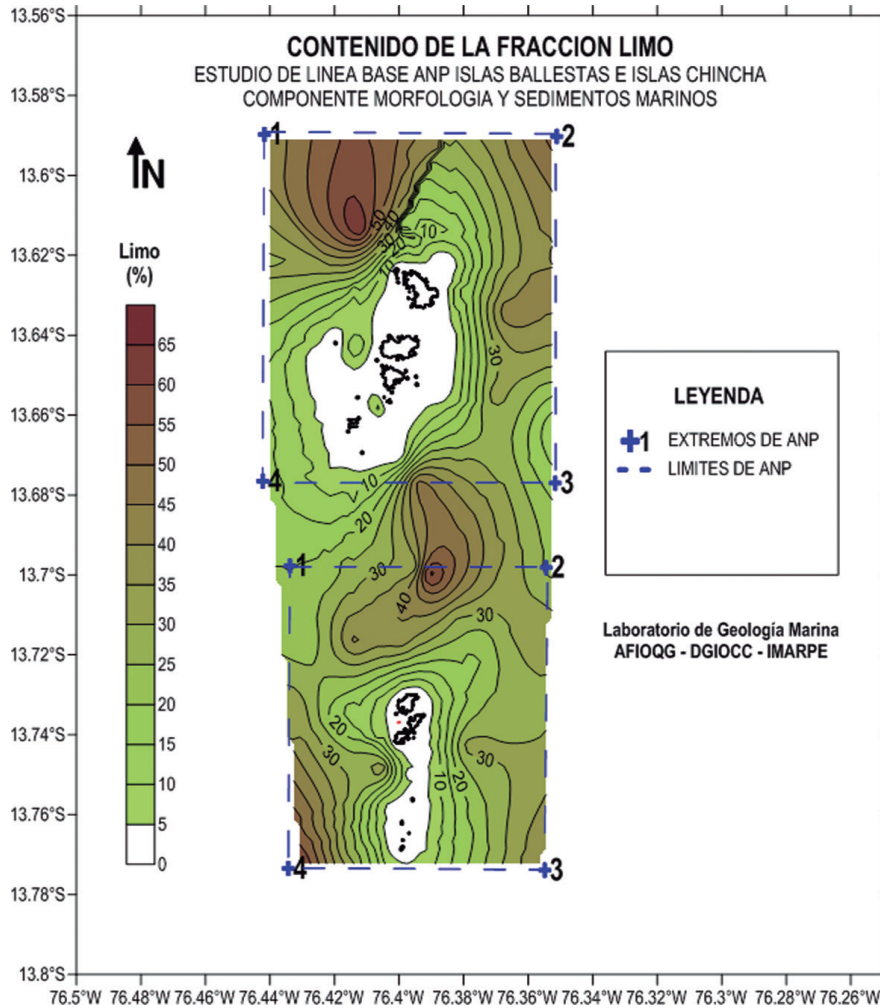 CONTENIDO DE LA FRACCION LIMO
ESTUDIO DE LINEA BASE ANP ISLAS BALLESTAS E ISLAS CHINCHA
COMPONENTE MORFOLOGIA Y SEDIMENTOS MARINOS
13.56°S
13.58°S
13.6°S
13.62°S
13.64°S
13.66°S
13.68°S
13.7°S
13.72°S
13.74°S
13.76°S
13.78°S
13.8°S
N
Limo
(%)
65
60
55
50
45
40
35
30
25
20
15
10
5
0
1
2
50
40
30
20
10
10
30
4
3
10
20
1
2
30
40
30
20
30
10
20
30
4
3
LEYENDA
1 EXTREMOS DE ANP
LIMITES DE ANP
Laboratorio de Geología Marina
AFIOQG - DGIOCC - IMARPE
76.5°W 76.48°W 76.46°W 76.44°W 76.42°W 76.4°W 76.38°W 76.36°W 76.34°W 76.32°W 76.3°W 76.28°W 76.26°W